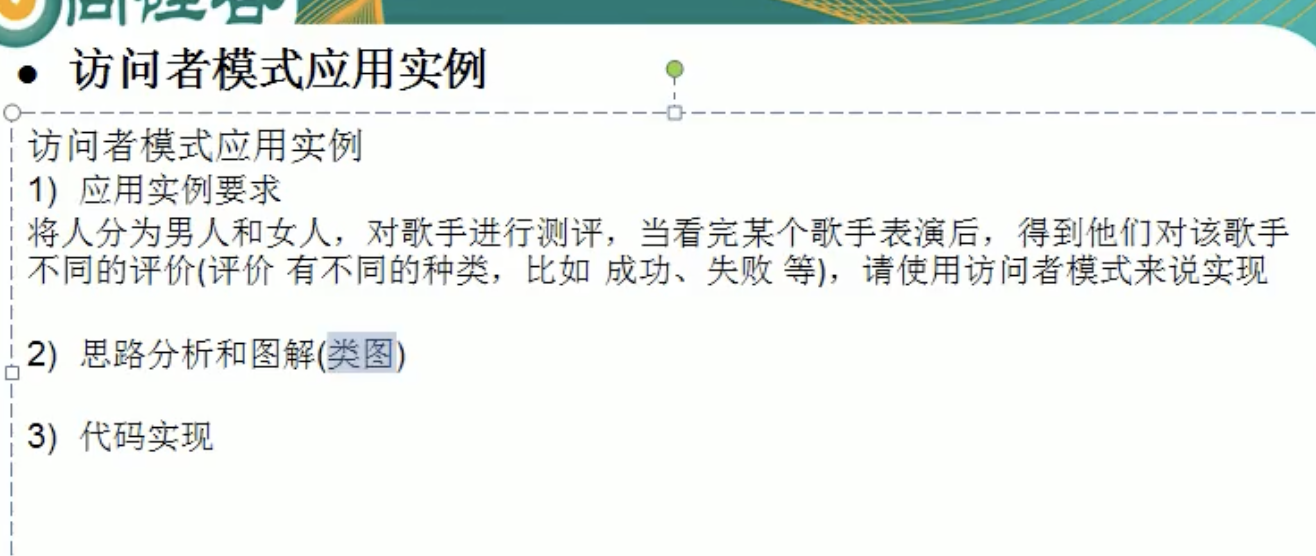 ● 访问者模式应用实例
访问者模式应用实例
1) 应用实例要求
将人分为男人和女人，对歌手进行测评，当看完某个歌手表演后，得到他们对该歌手
不同的评价(评价 有不同的种类，比如 成功、失败 等)，请使用访问者模式来说实现
2) 思路分析和图解(类图)
3) 代码实现